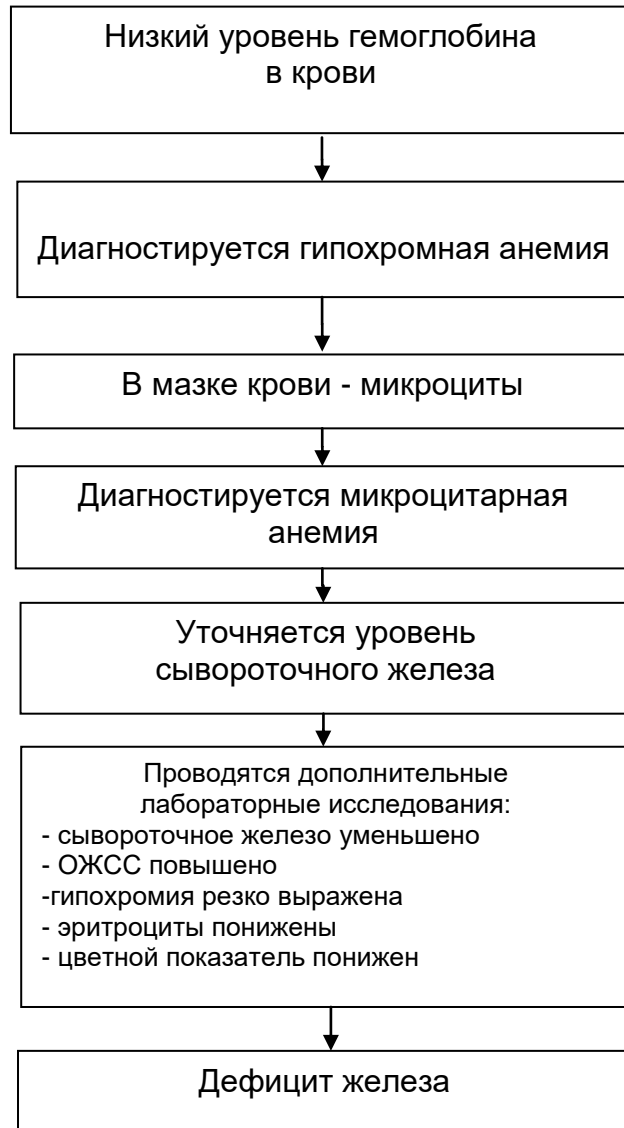 Низкий уровень гемоглобина
в крови
Диагностируется гипохромная анемия
В мазке крови - микроциты
Диагностируется микроцитарная
анемия
Уточняется уровень
сывороточного железа
Проводятся дополнительные
лабораторные исследования:
- сывороточное железо уменьшено
- ОЖСС повышено
-гипохромия резко выражена
- эритроциты понижены
- цветной показатель понижен
Дефицит железа